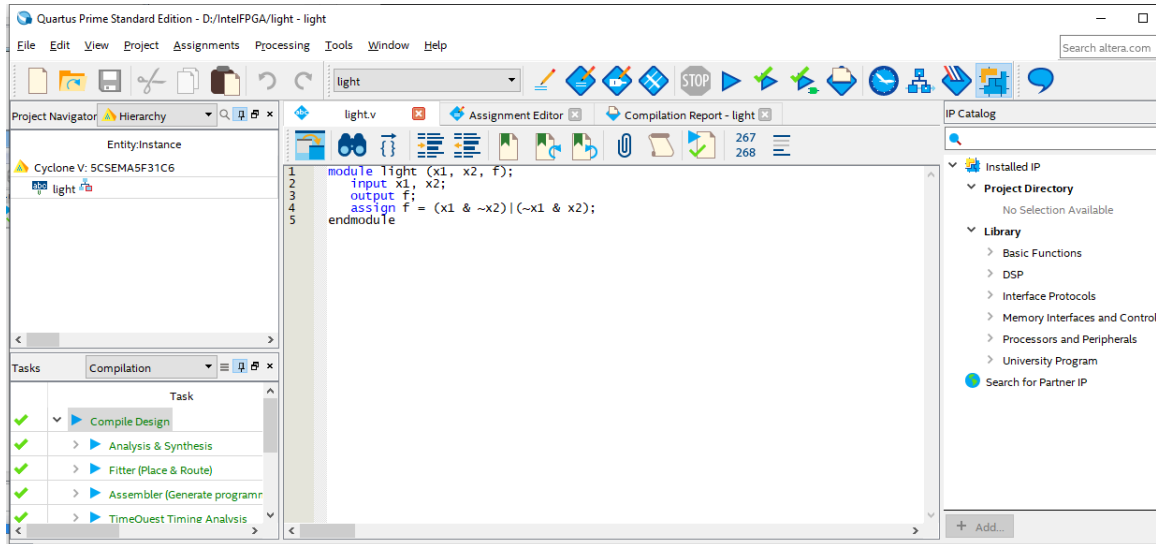 Quartus Prime Standard Edition - D:/IntelFPGA/light - light
File Edit View Project Assignments Processing Tools Window Help
Search altera.com
light
STOP
Project Navigator Hierarchy
Entity:Instance
Cyclone V: 5CSEMA5F31C6
abc light
light.v
Assignment Editor
Compilation Report - light
267
268
1 module light (x1, x2, f);
2 input x1, x2;
3 output f;
4 assign f = (x1 & ~x2)|(~x1 & x2);
5 endmodule
Tasks Compilation
Task
Compile Design
Analysis & Synthesis
Fitter (Place & Route)
Assembler (Generate programr
TimeQuest Timing Analysis
IP Catalog
Installed IP
Project Directory
No Selection Available
Library
Basic Functions
DSP
Interface Protocols
Memory Interfaces and Control
Processors and Peripherals
University Program
Search for Partner IP
+ Add...